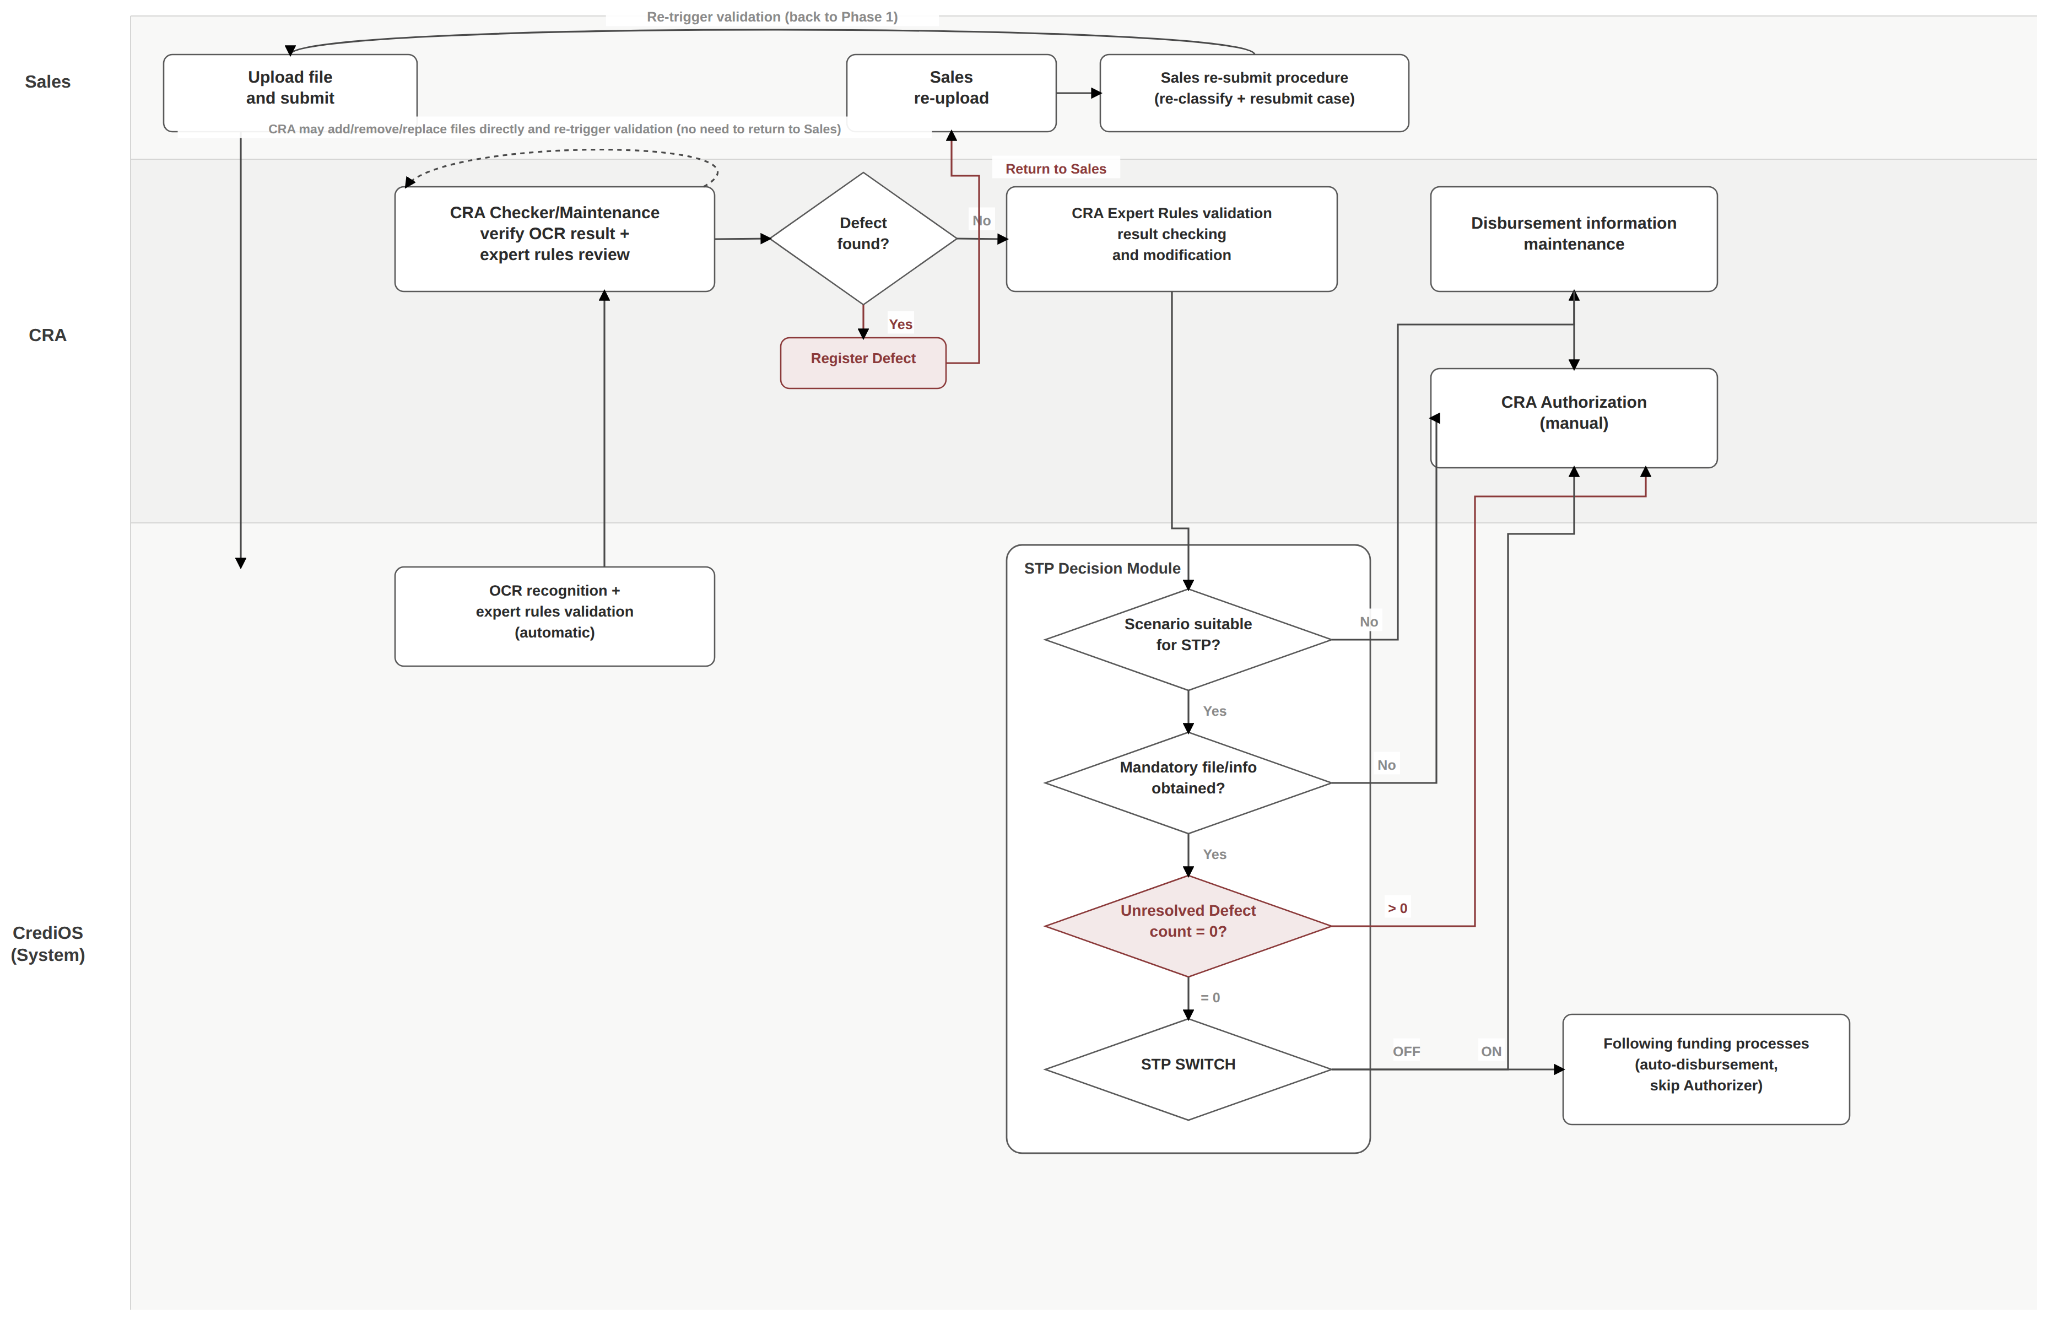 Re-trigger validation (back to Phase 1)
Sales
Upload file
and submit
Sales
re-upload
Sales re-submit procedure
(re-classify + resubmit case)
CRA may add/remove/replace files directly and re-trigger validation (no need to return to Sales)
Return to Sales
CRA
CRA Checker/Maintenance
verify OCR result +
expert rules review
Defect
found?
No
CRA Expert Rules validation
result checking
and modification
Disbursement information
maintenance
Yes
Register Defect
CRA Authorization
(manual)
CrediOS
(System)
OCR recognition +
expert rules validation
(automatic)
STP Decision Module
Scenario suitable
for STP?
No
Yes
Mandatory file/info
obtained?
No
Yes
Unresolved Defect
count = 0?
> 0
= 0
STP SWITCH
OFF
ON
Following funding processes
(auto-disbursement,
skip Authorizer)